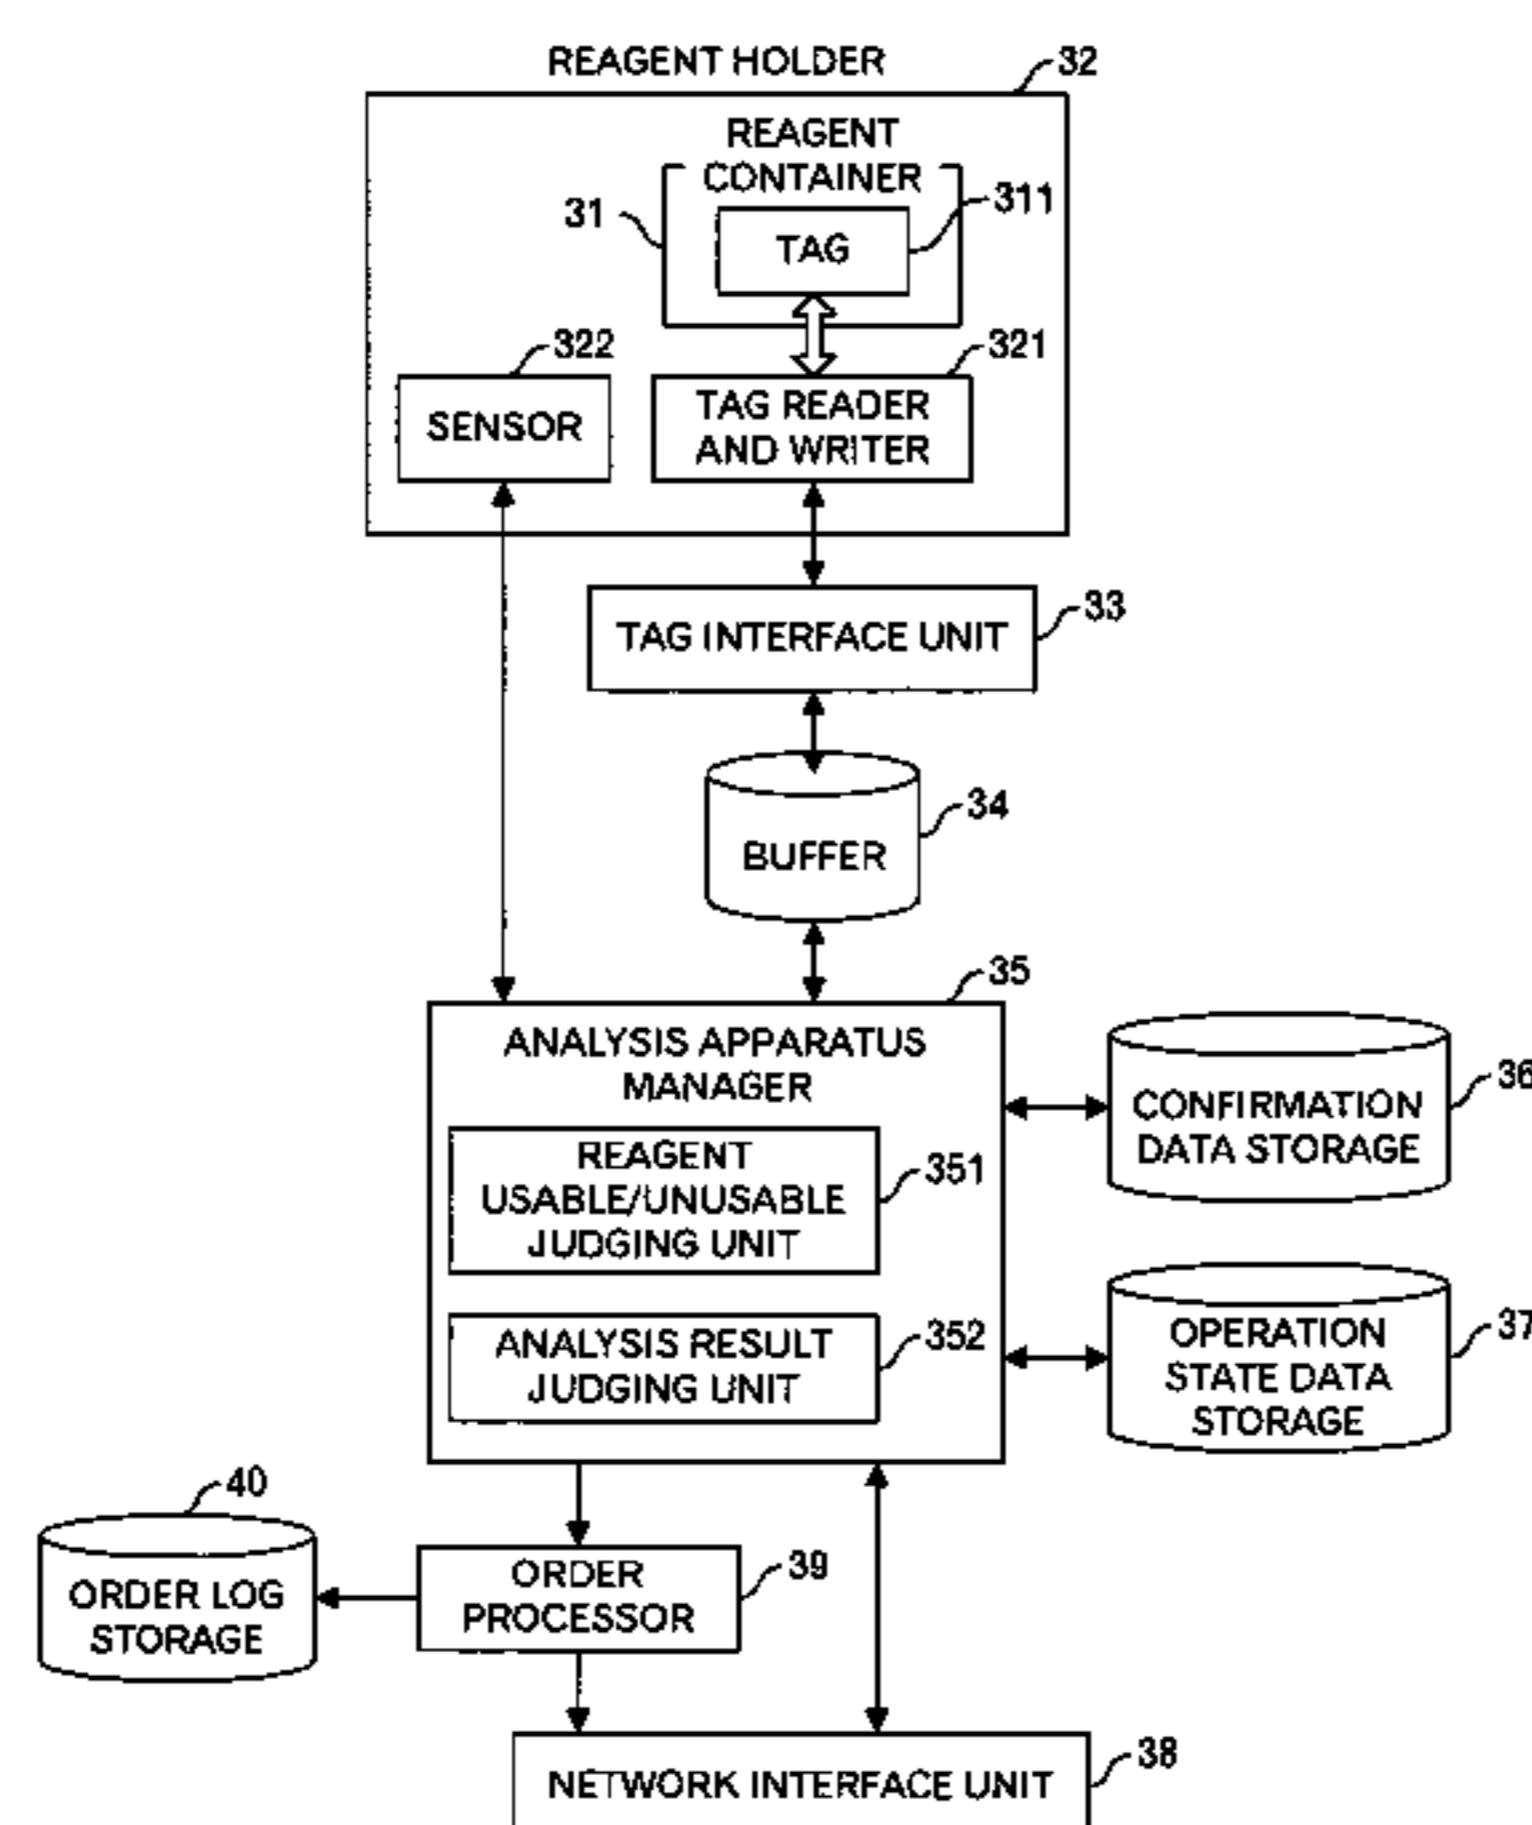 REAGENT HOLDER
32
REAGENT
CONTAINER
31
311
TAG
322
321
SENSOR
TAG READER
AND WRITER
33
TAG INTERFACE UNIT
34
BUFFER
35
ANALYSIS APPARATUS
MANAGER
36
CONFIRMATION
DATA STORAGE
REAGENT
USABLE/UNUSABLE
JUDGING UNIT
351
37
OPERATION
STATE DATA
STORAGE
ANALYSIS RESULT
JUDGING UNIT
352
40
ORDER LOG
STORAGE
ORDER
PROCESSOR
39
38
NETWORK INTERFACE UNIT